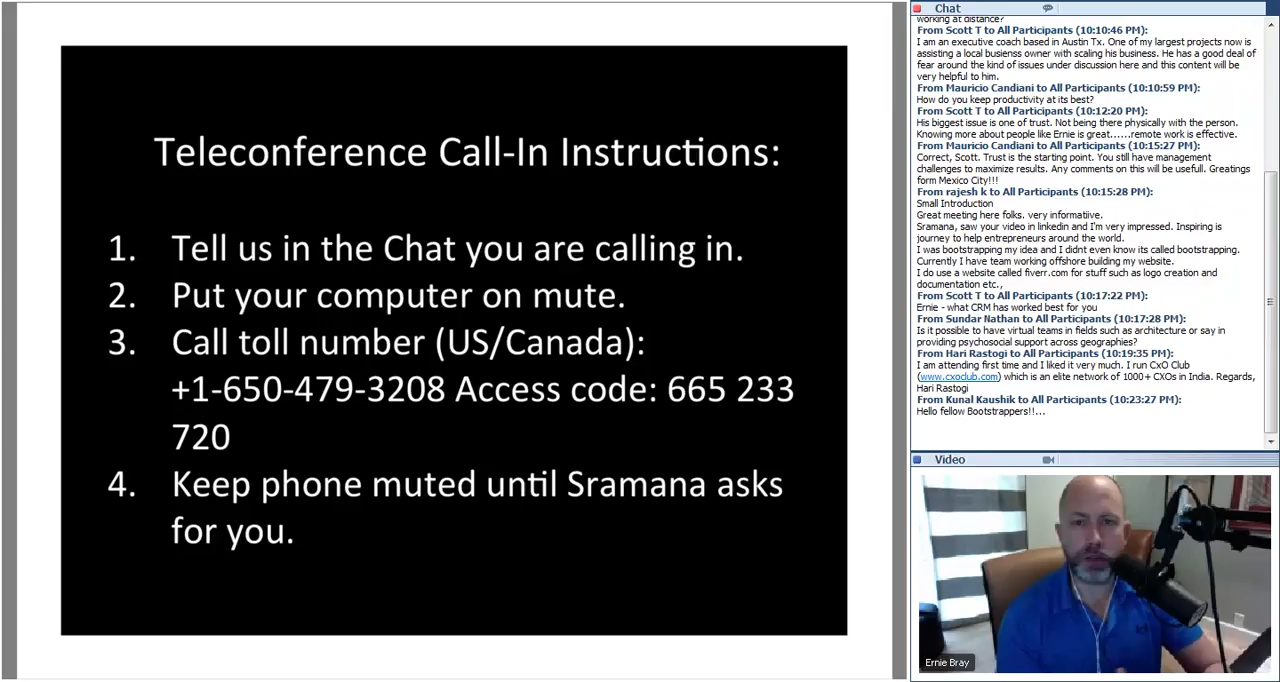 Teleconference Call-In Instructions:
1. Tell us in the Chat you are calling in.
2. Put your computer on mute.
3. Call toll number (US/Canada):
+1-650-479-3208 Access code: 665 233
720
4. Keep phone muted until Sramana asks
for you.
Chat
working at distance?
From Scott T to All Participants (10:10:46 PM):
I am an executive coach based in Austin Tx. One of my largest projects now is
assisting a local busienss owner with scaling his business. He has a good deal of
fear around the kind of issues under discussion here and this content will be
very helpful to him.
From Mauricio Candiani to All Participants (10:10:59 PM):
How do you keep productivity at its best?
From Scott T to All Participants (10:12:20 PM):
His biggest issue is one of trust. Not being there physically with the person.
Knowing more about people like Ernie is great......remote work is effective.
From Mauricio Candiani to All Participants (10:15:27 PM):
Correct, Scott. Trust is the starting point. You still have management
challenges to maximize results. Any comments on this will be usefull. Greatings
form Mexico City!!!
From rajesh k to All Participants (10:15:28 PM):
Small Introduction
Great meeting here folks. very informative.
Sramana, saw your video in linkedin and I'm very impressed. Inspiring is
journey to help entrepreneurs around the world.
I was bootstrapping my idea and I didnt even know its called bootstrapping.
Currently I have team working offshore building my website.
I do use a website called fiverr.com for stuff such as logo creation and
documentation etc.,
From Scott T to All Participants (10:17:22 PM):
Ernie - what CRM has worked best for you
From Sundar Nathan to All Participants (10:17:28 PM):
Is it possible to have virtual teams in fields such as architecture or say in
providing psychosocial support across geographies?
From Hari Rastogi to All Participants (10:19:35 PM):
I am attending first time and I liked it very much. I run CxO Club
(www.cxoclub.com) which is an elite network of 1000+ CXOs in India. Regards,
Hari Rastogi
From Kunal Kaushik to All Participants (10:23:27 PM):
Hello fellow Bootstrappers!!...
Video
Ernie Bray